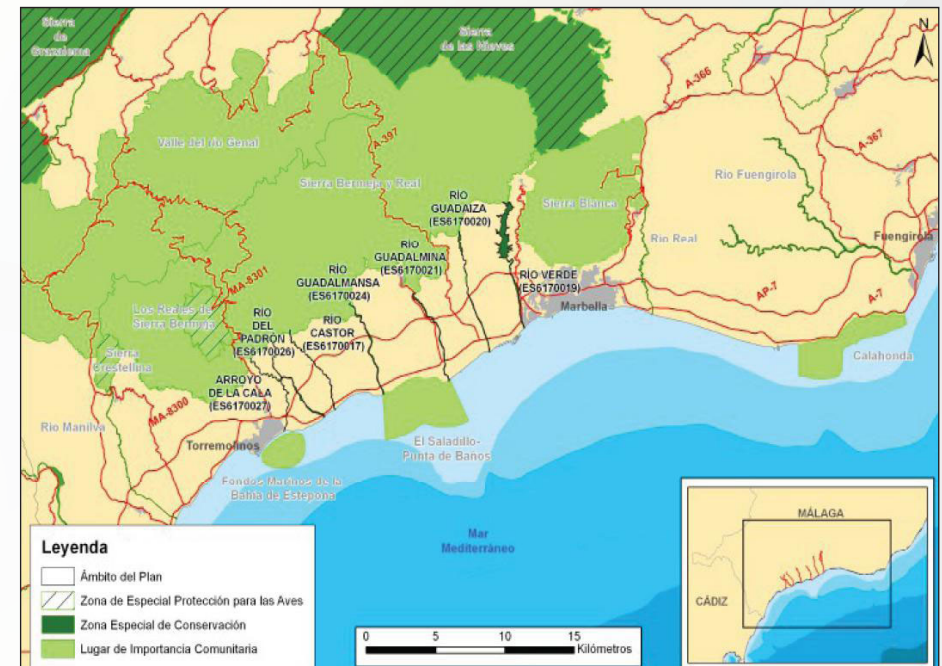 Sierra
de
Grazalema
Sierra
de las Nieves
N
A-366
A-367
Valle del río Genal
A-397
Sierra Bermeja y Real
RÍO
GUADAIZA
(ES6170020)
Sierra Blanca
Río Fuengirola
Fuengirola
Río Real
RÍO
GUADALMINA
(ES6170021)
RÍO
GUADALMANSA
(ES6170024)
RÍO VERDE
(ES6170019)
Marbella
AP-7
A-7
MA-8301
Los Reales de
Sierra Bermeja
RÍO
DEL
PADRÓN
(ES6170026)
RÍO
CASTOR
(ES6170017)
Sierra
Crestellina
Calahonda
ARROYO
DE LA CALA
(ES6170027)
MA-8300
Río Manilva
Torremolinos
El Saladillo-
Punta de Baños
Fondos Marinos de la
Bahía de Estepona
Mar
Mediterráneo
Leyenda
Ámbito del Plan
Zona de Especial Protección para las Aves
Zona Especial de Conservación
Lugar de Importancia Comunitaria
0 5 10 15
Kilómetros
MÁLAGA
CÁDIZ